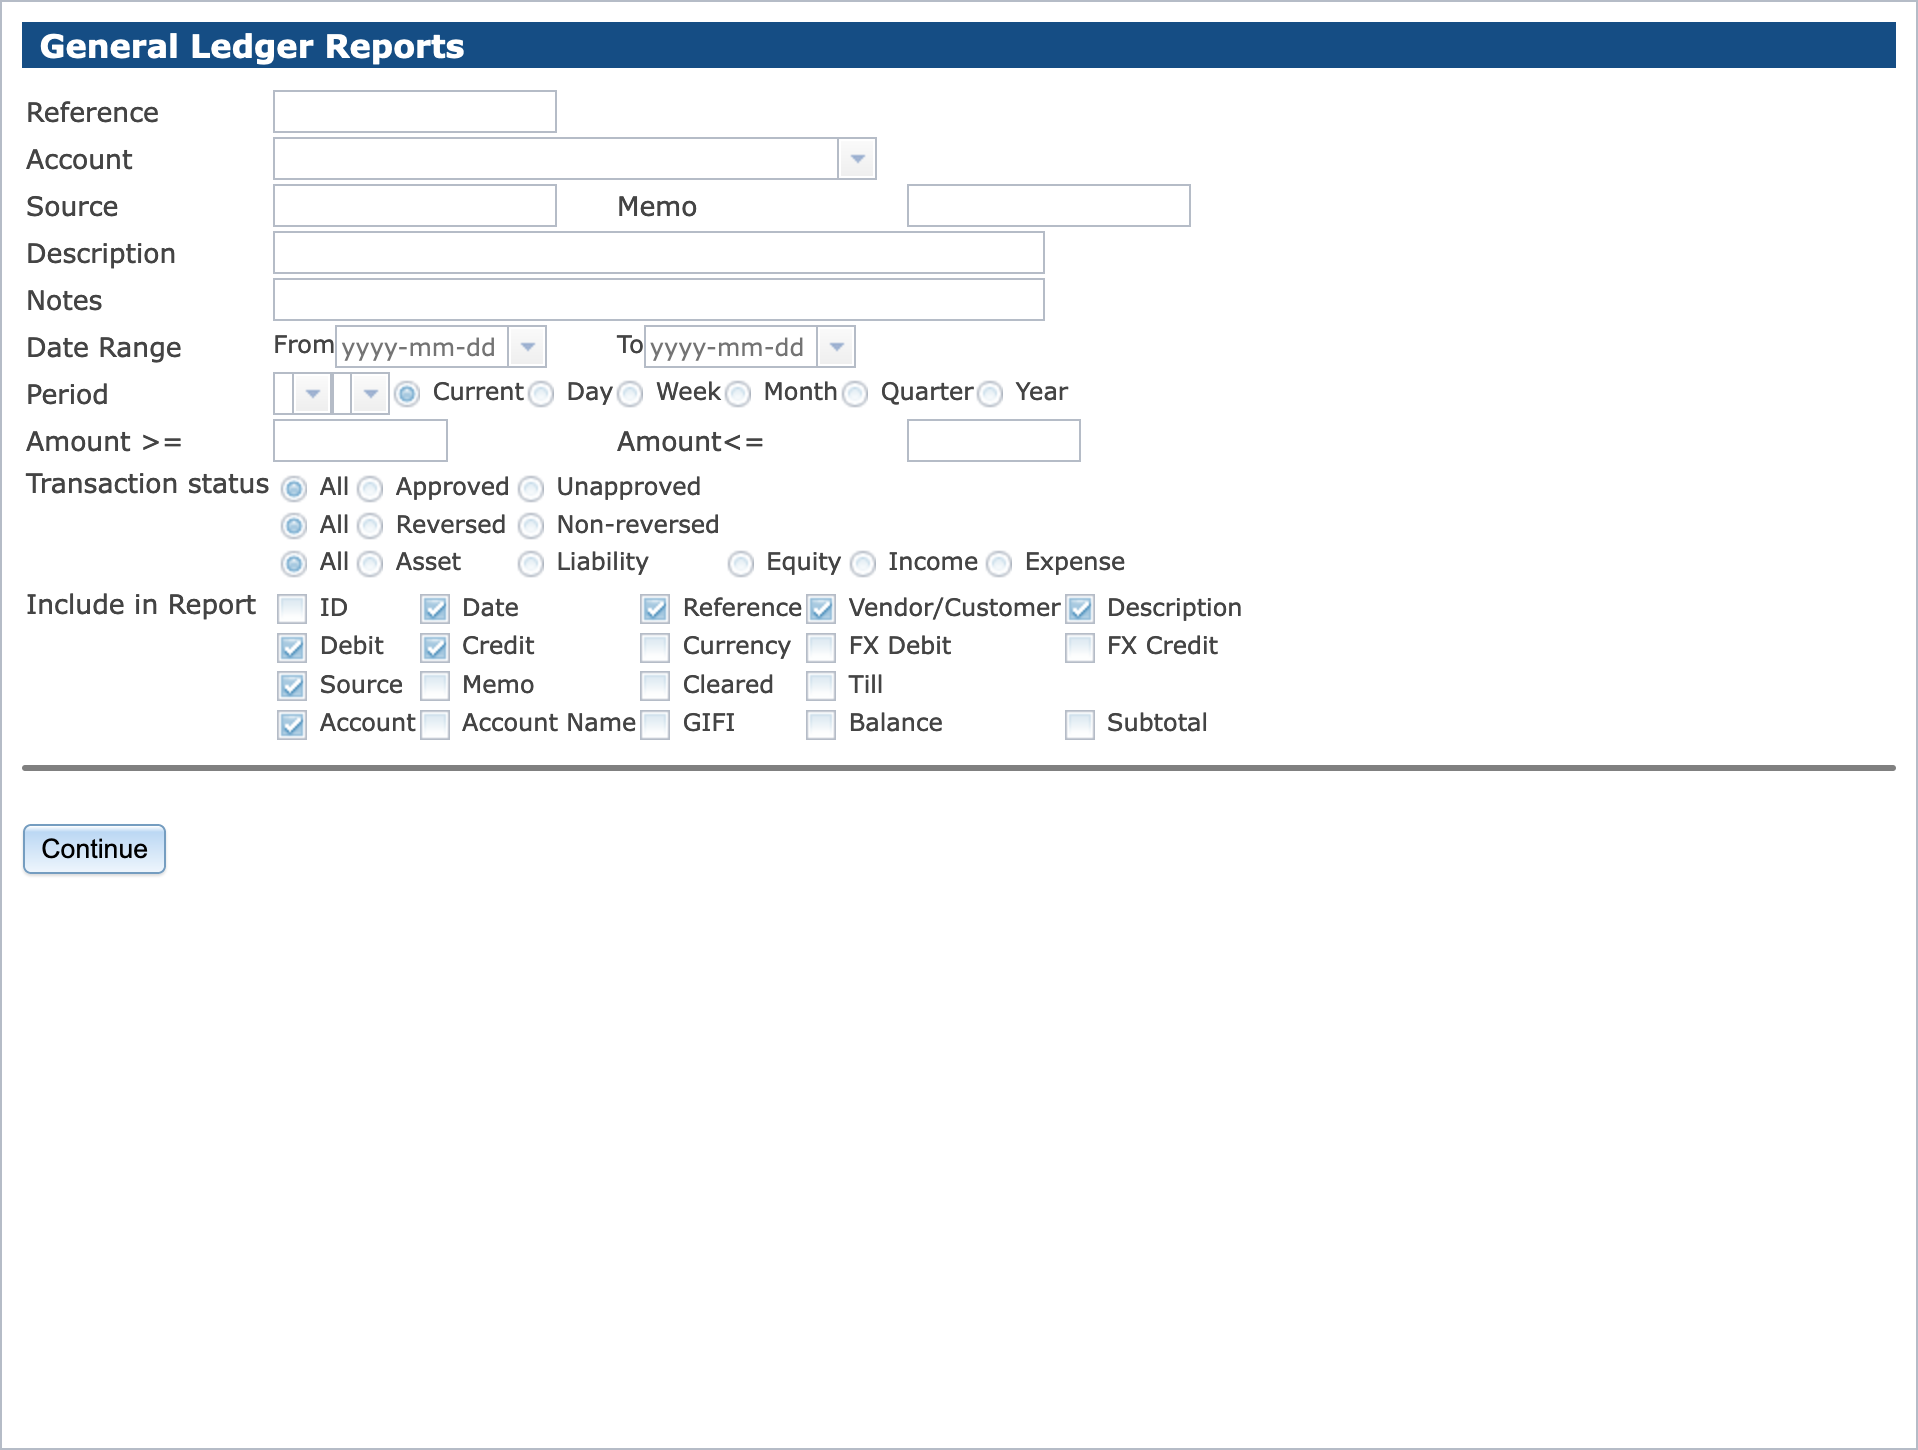 General Ledger Reports
Reference
Account
Source Memo
Description
Notes
Date Range From yyyy-mm-dd To yyyy-mm-dd
Period Current Day Week Month Quarter Year
Amount >= Amount<=
Transaction status All Approved Unapproved
All Reversed Non-reversed
All Asset Liability Equity Income Expense
Include in Report ID Date Reference Vendor/Customer Description
Debit Credit Currency FX Debit FX Credit
Source Memo Cleared Till
Account Account Name GIFI Balance Subtotal
Continue